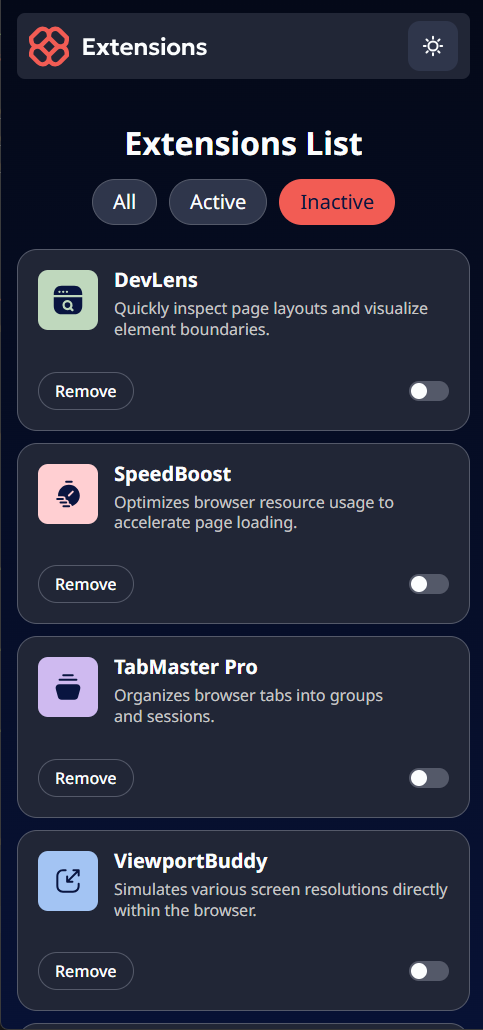 Extensions
Extensions List
All
Active
Inactive
DevLens
Quickly inspect page layouts and visualize
element boundaries.
Remove
SpeedBoost
Optimizes browser resource usage to
accelerate page loading.
Remove
TabMaster Pro
Organizes browser tabs into groups
and sessions.
Remove
ViewportBuddy
Simulates various screen resolutions directly
within the browser.
Remove